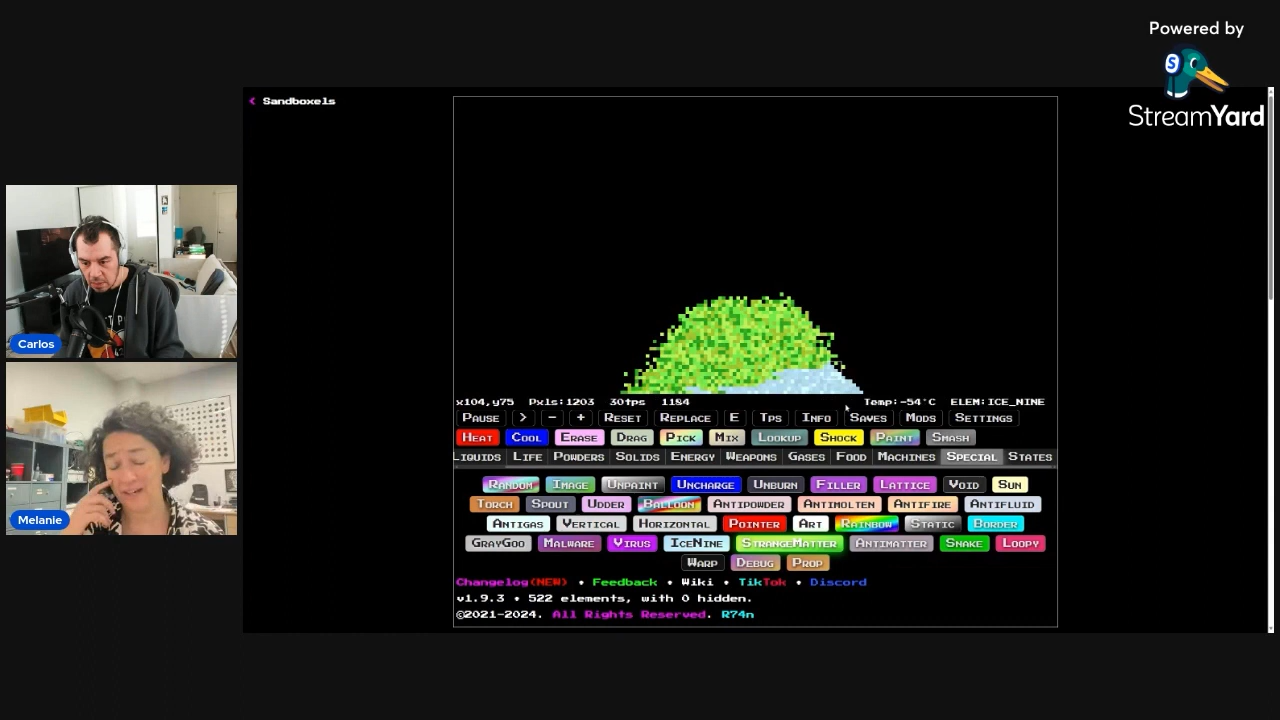 Powered by
S
StreamYard
< Sandboxels
x104,y75 Pxls:1203 30tps 1184 Temp:-54°C ELEM:ICE_NINE
PAUSE > - + RESET REPLACE E TPS INFO SAVES MODS SETTINGS
HEAT COOL ERASE DRAG PICK MIX LOOKUP SHOCK PAINT SMASH
LIQUIDS LIFE POWDERS SOLIDS ENERGY WEAPONS GASES FOOD MACHINES SPECIAL STATES
RANDOM IMAGE UNPAINT UNCHARGE UNBURN FILLER LATTICE VOID SUN
TORCH SPOUT UDDER BALLOON ANTIPOWDER ANTIMOLTEN ANTIFIRE ANTIFLUID
ANTIGAS VERTICAL HORIZONTAL POINTER ART RAINBOW STATIC BORDER
GRAYGOO MALWARE VIRUS ICENINE STRANGEMATTER ANTIMATTER SNAKE LOOPY
WARP DEBUG PROP
Changelog(NEW) • Feedback • Wiki • TikTok • Discord
v1.9.3 • 522 elements, with 0 hidden.
©2021-2024. All Rights Reserved. R74n
Carlos
Melanie